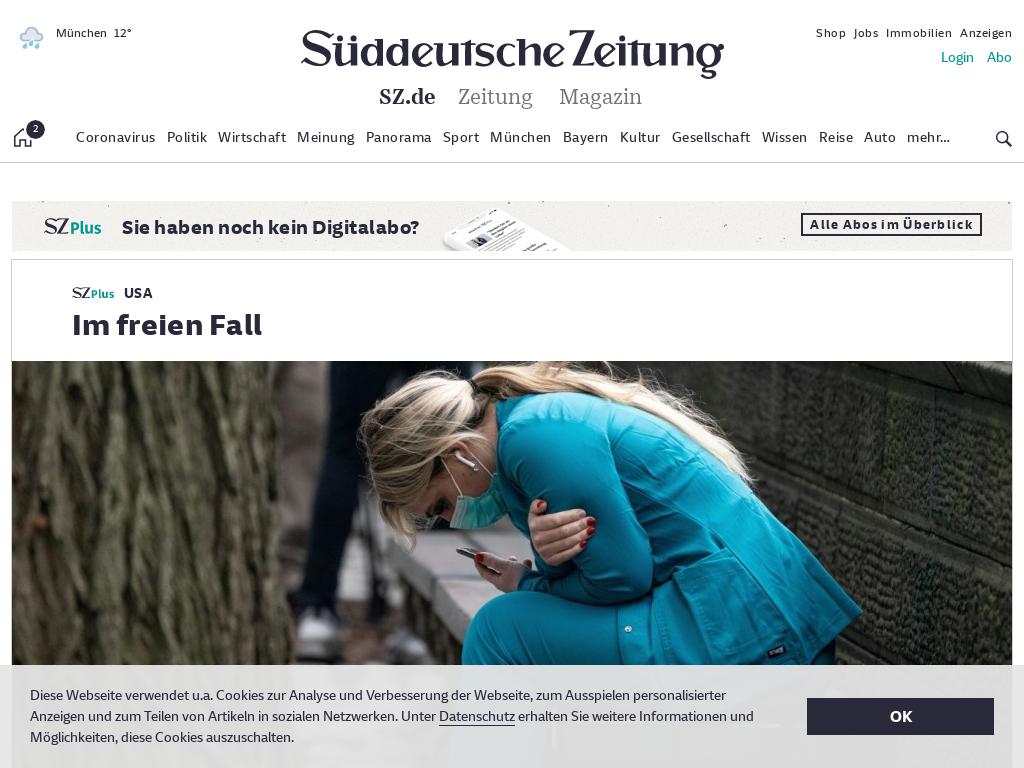 München 12°
Süddeutsche Zeitung
Shop Jobs Immobilien Anzeigen
Login Abo
SZ.de Zeitung Magazin
2
Coronavirus Politik Wirtschaft Meinung Panorama Sport München Bayern Kultur Gesellschaft Wissen Reise Auto mehr...
SZPlus Sie haben noch kein Digitalabo? Alle Abos im Überblick
SZPlus USA
Im freien Fall
Diese Webseite verwendet u.a. Cookies zur Analyse und Verbesserung der Webseite, zum Ausspielen personalisierter
Anzeigen und zum Teilen von Artikeln in sozialen Netzwerken. Unter Datenschutz erhalten Sie weitere Informationen und
Möglichkeiten, diese Cookies auszuschalten.
OK